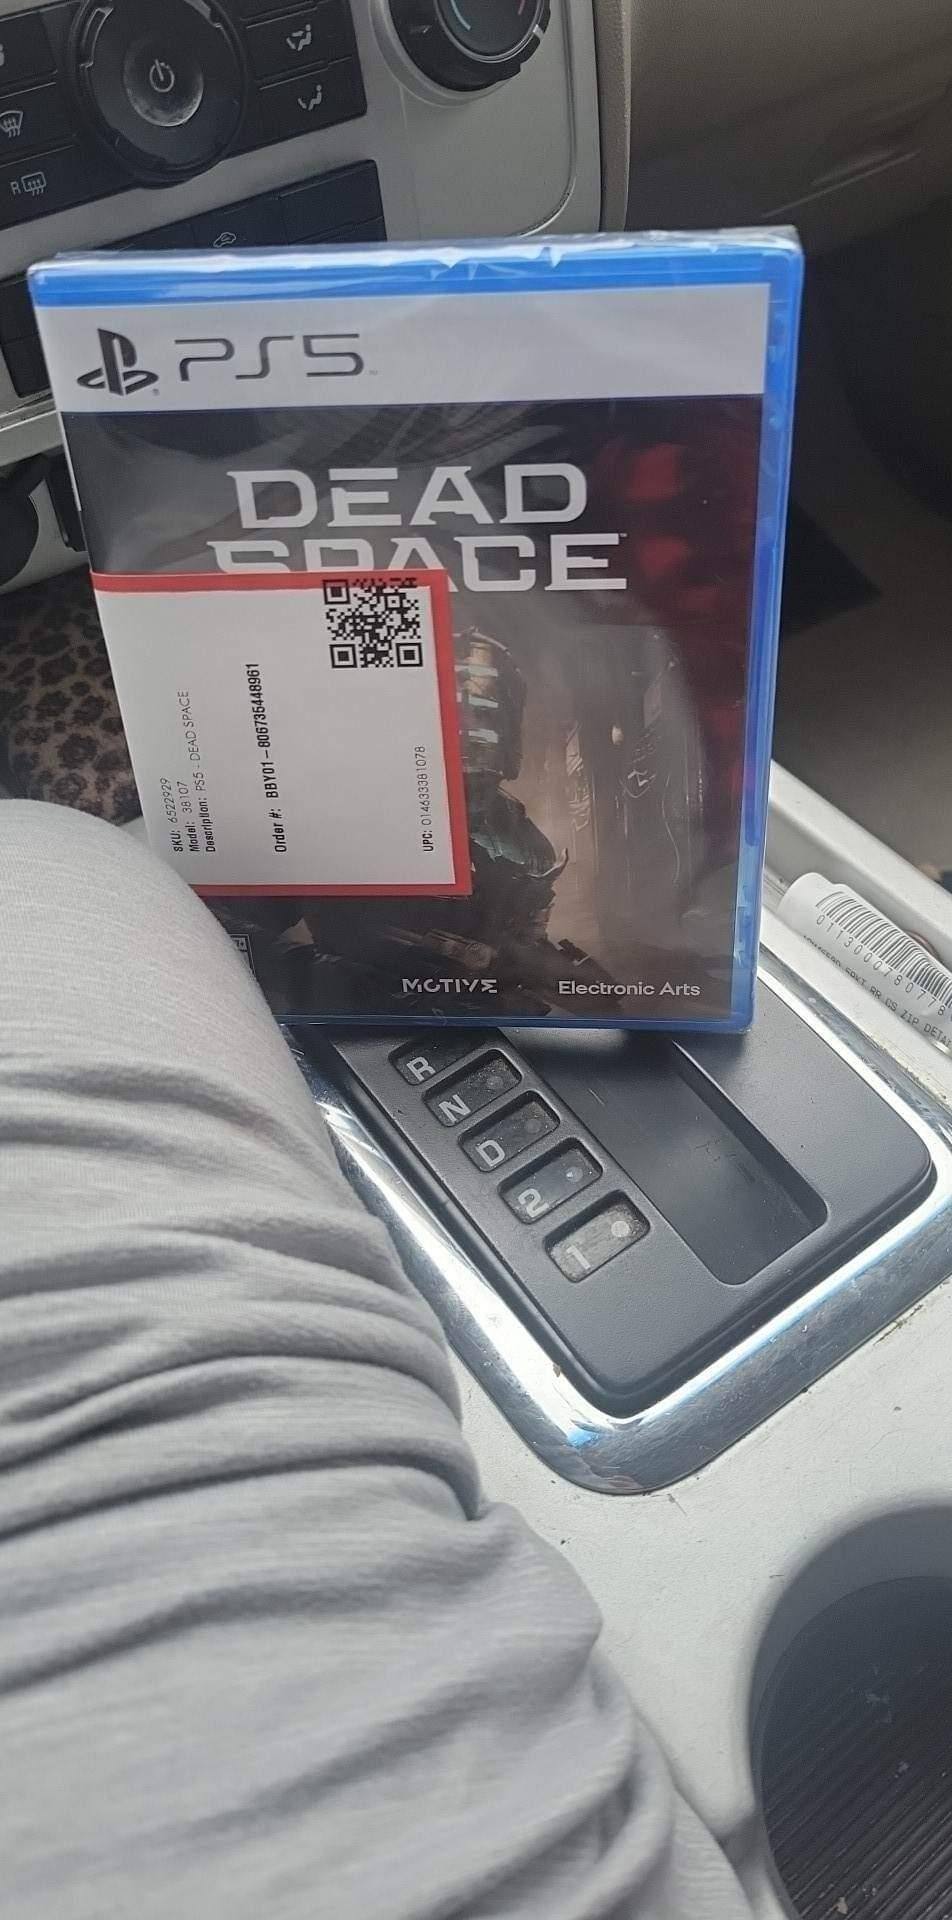 R
PS5
DEAD
SPACE™
SKU: 6522929
Model: 38107
Description: PS5 - DEAD SPACE
Order #: BBY01-806735448961
UPC: 014633381078
MOTIVE
Electronic Arts
R
N
D
2
1